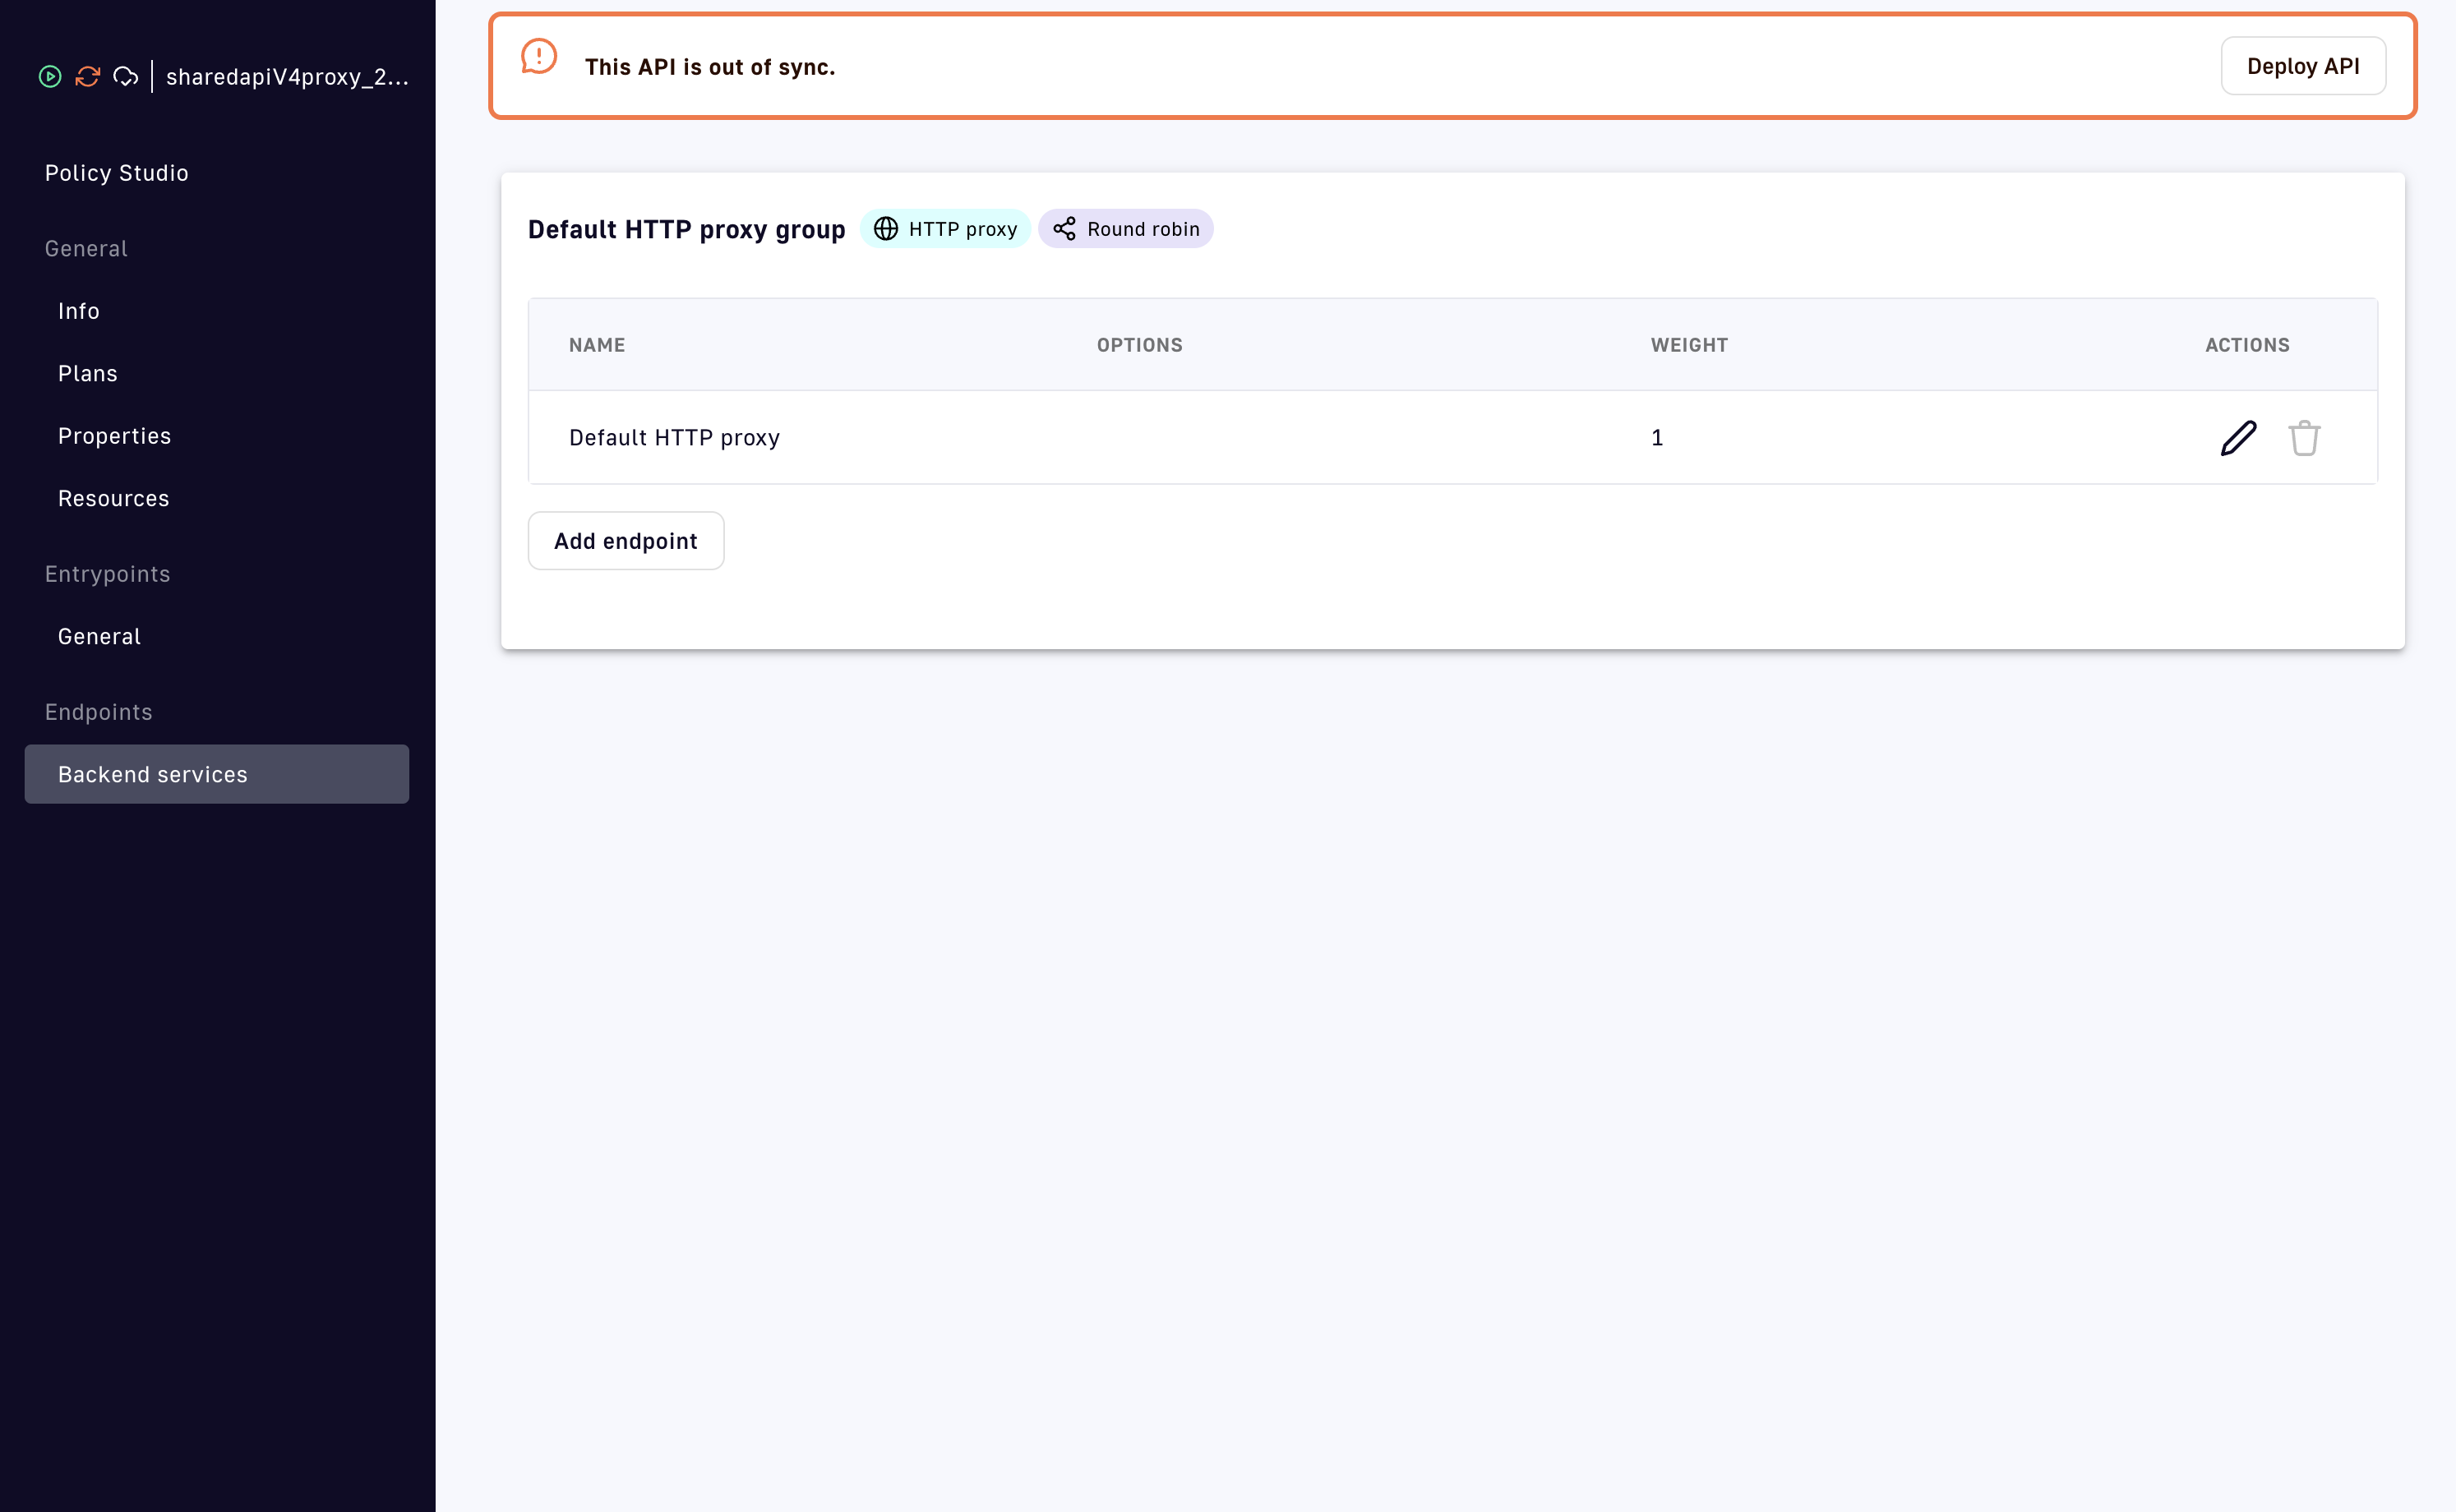 sharedapiV4proxy_2...
Policy Studio
General
Info
Plans
Properties
Resources
Entrypoints
General
Endpoints
Backend services
This API is out of sync.
Deploy API
Default HTTP proxy group HTTP proxy Round robin
NAME OPTIONS WEIGHT ACTIONS
Default HTTP proxy 1
Add endpoint